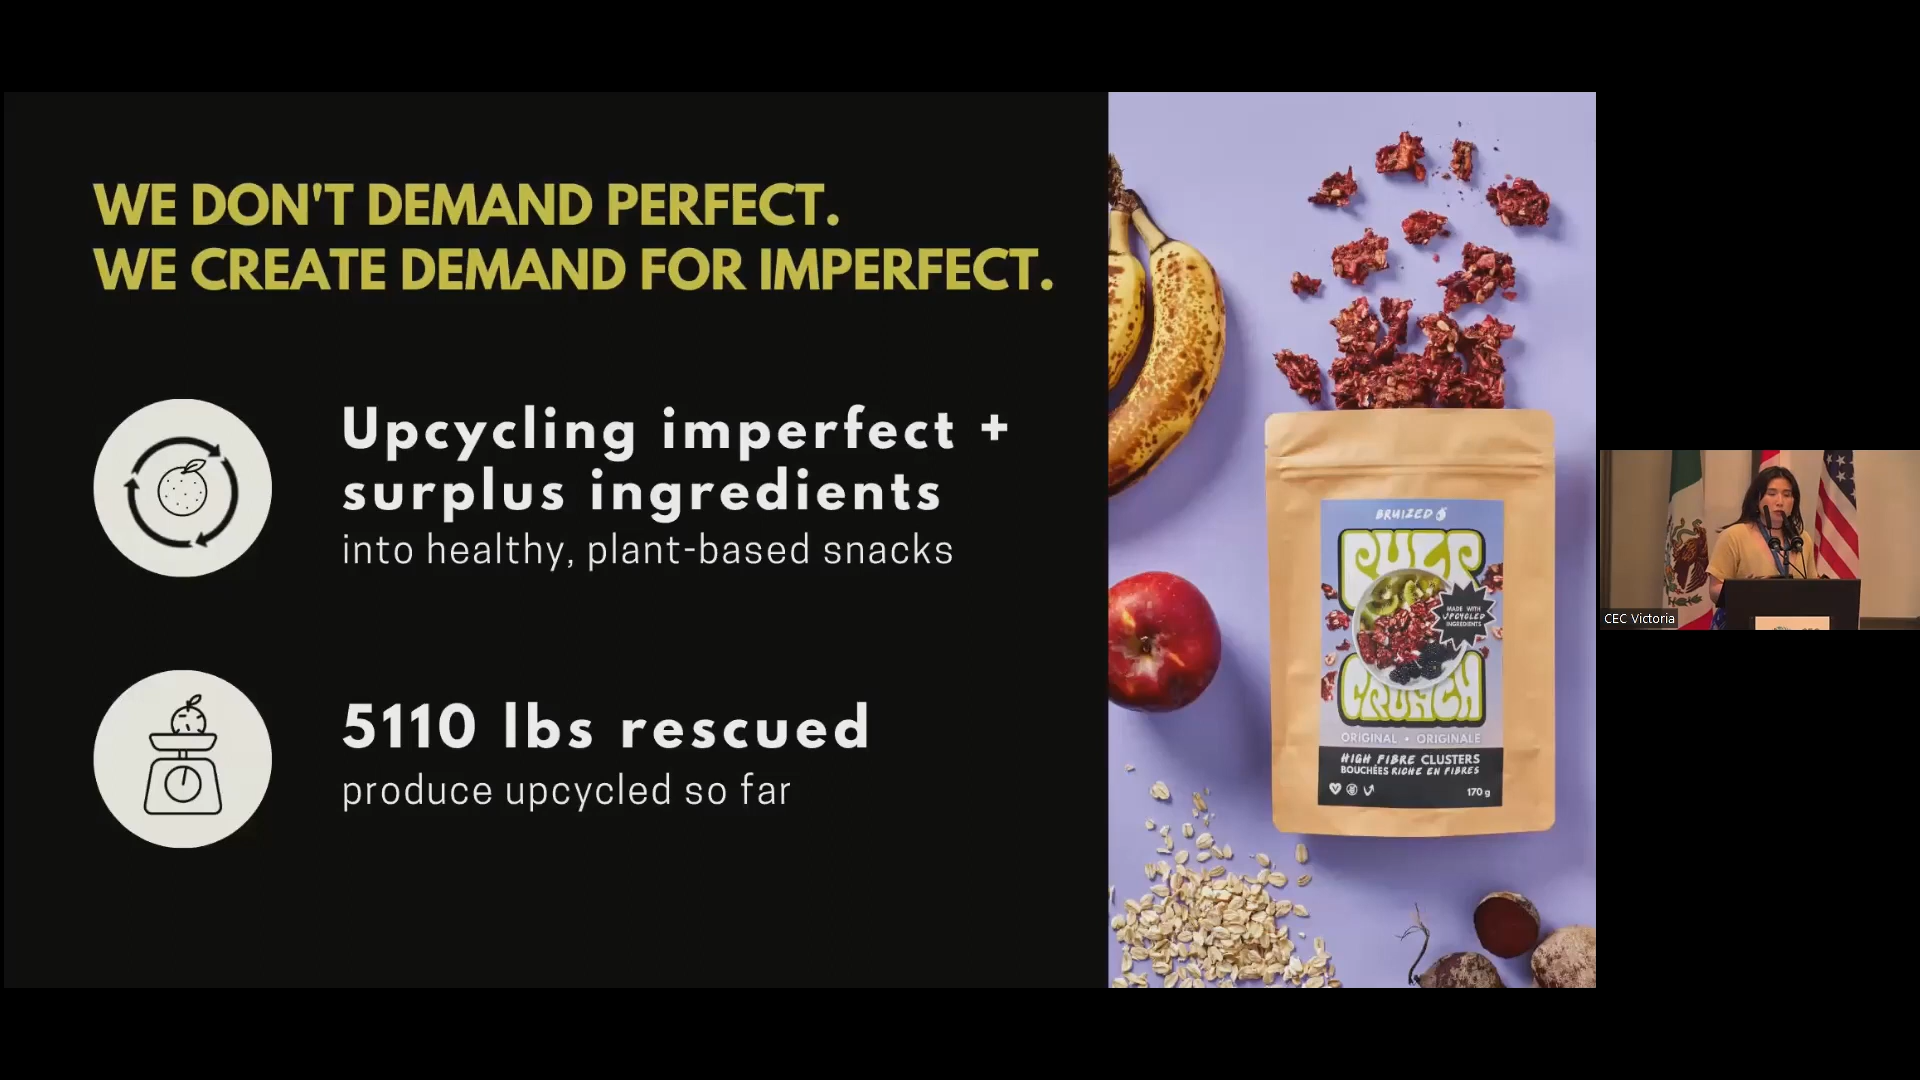 WE DON'T DEMAND PERFECT.
WE CREATE DEMAND FOR IMPERFECT.
Upcycling imperfect +
surplus ingredients
into healthy, plant-based snacks
5110 lbs rescued
produce upcycled so far
BRUIZED
PULP
MADE WITH
UPCYCLED
INGREDIENTS
CRUNCH
ORIGINAL • ORIGINALE
HIGH FIBRE CLUSTERS
BOUCHÉES RICHE EN FIBRES
170 g
CEC Victoria